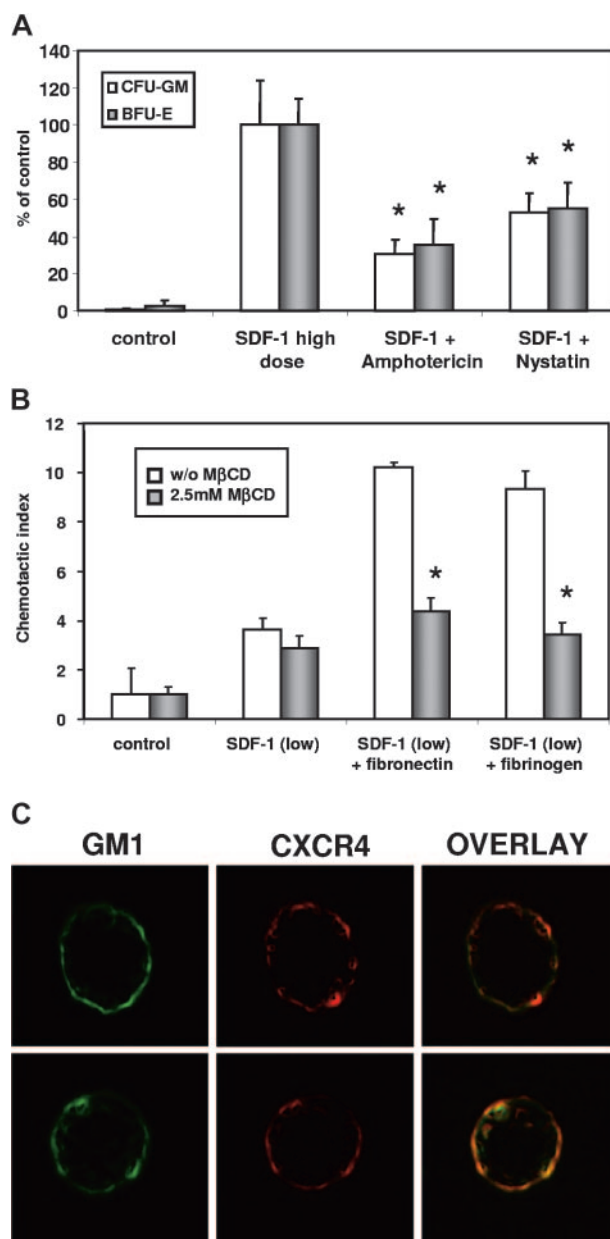 A
140
120
100
80
60
40
20
0
% of control
CFU-GM
BFU-E
* * * *
control
SDF-1 high dose
SDF-1 + Amphotericin
SDF-1 + Nystatin
B
12
10
8
6
4
2
0
Chemotactic index
w/o MβCD
2.5mM MβCD
* *
control
SDF-1 (low)
SDF-1 (low) + fibronectin
SDF-1 (low) + fibrinogen
C
GM1 CXCR4 OVERLAY